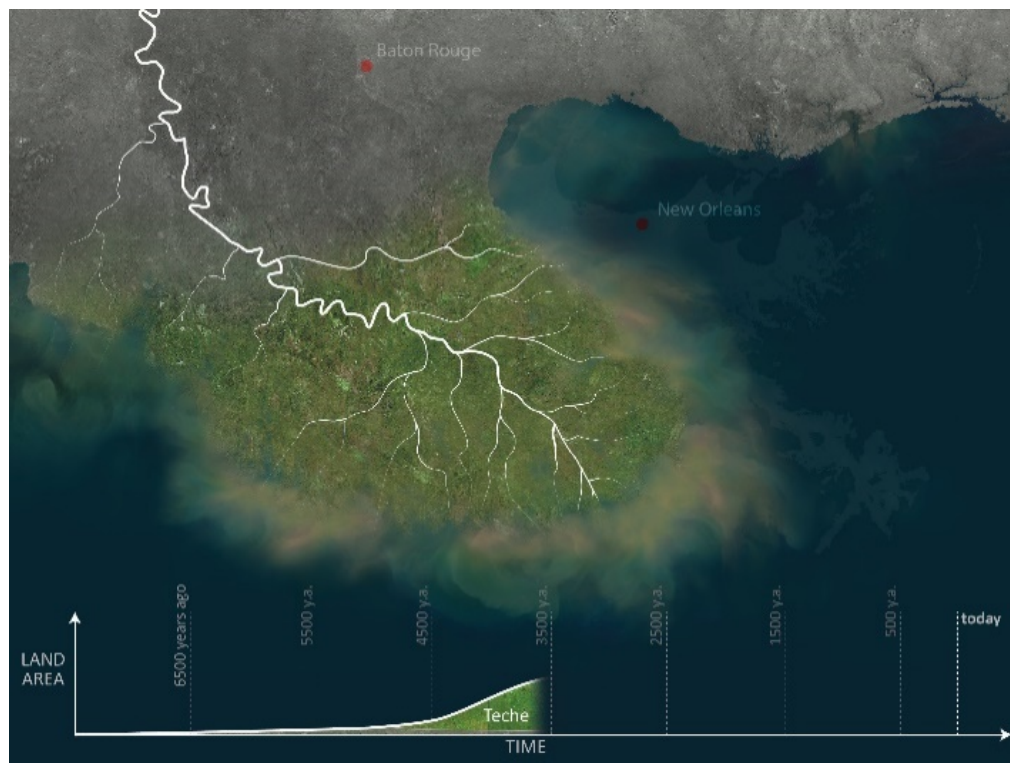 Baton Rouge
New Orleans
6500 years ago
5500 y.a.
4500 y.a.
3500 y.a.
2500 y.a.
1500 y.a.
500 y.a.
today
LAND
AREA
Teche
TIME